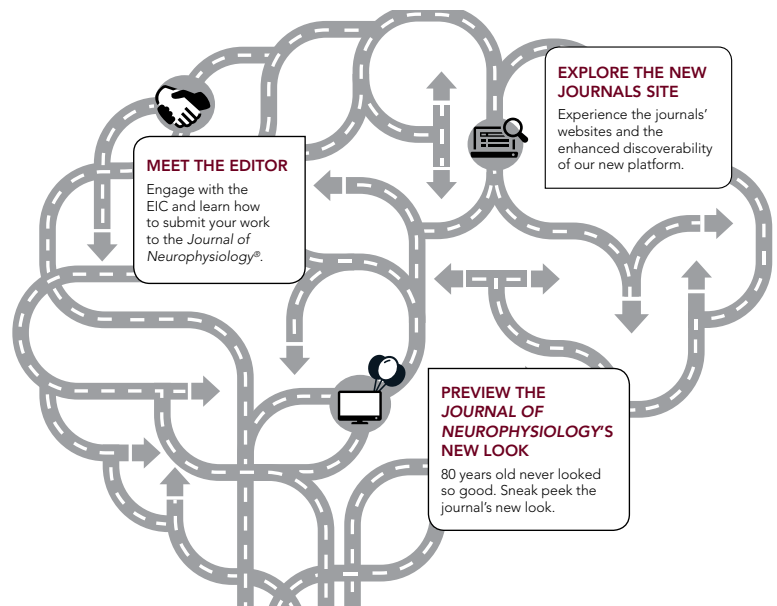 EXPLORE THE NEW
JOURNALS SITE
Experience the journals’
websites and the
enhanced discoverability
of our new platform.
MEET THE EDITOR
Engage with the
EIC and learn how
to submit your work
to the Journal of
Neurophysiology®.
PREVIEW THE
JOURNAL OF
NEUROPHYSIOLOGY’S
NEW LOOK
80 years old never looked
so good. Sneak peek the
journal’s new look.